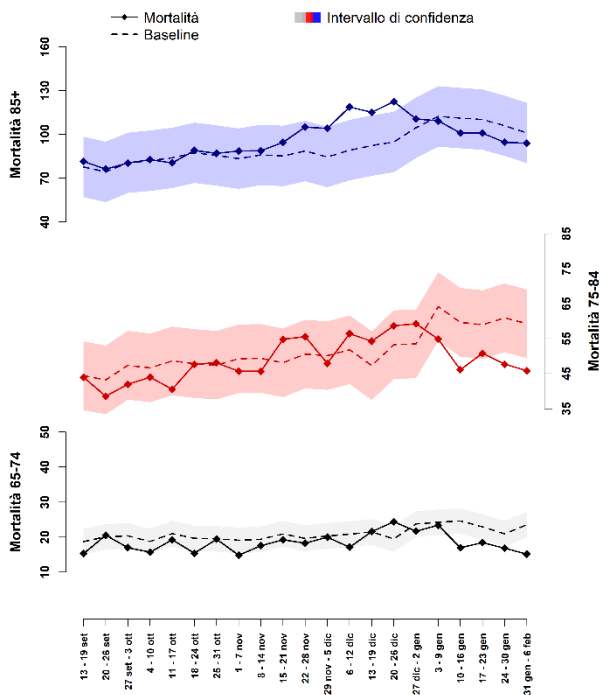 Mortalità
Intervallo di confidenza
Baseline
Mortalità 85+
160
130
100
70
40
Mortalità 75-84
85
75
65
55
45
35
Mortalità 65-74
50
40
30
20
10
13 - 19 set
20 - 26 set
27 set - 3 ott
4 - 10 ott
11 - 17 ott
18 - 24 ott
25 - 31 ott
1 - 7 nov
8 - 14 nov
15 - 21 nov
22 - 28 nov
29 nov - 5 dic
6 - 12 dic
13 - 19 dic
20 - 26 dic
27 dic - 2 gen
3 - 9 gen
10 - 16 gen
17 - 23 gen
24 - 30 gen
31 gen - 6 feb